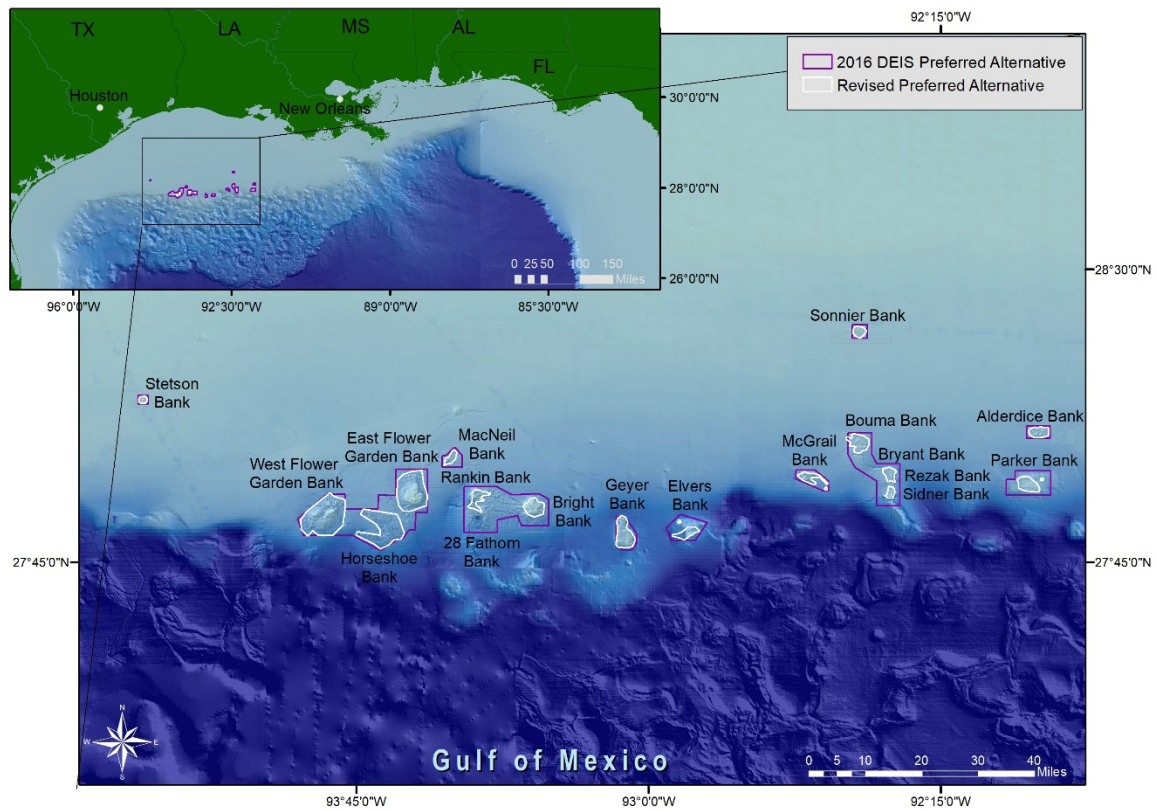 92°15'0"W
TX
LA
MS
AL
FL
Houston
New Orleans
30°0'0"N
28°0'0"N
26°0'0"N
0 25 50 100 150
Miles
96°0'0"W
92°30'0"W
89°0'0"W
85°30'0"W
2016 DEIS Preferred Alternative
Revised Preferred Alternative
28°30'0"N
Sonnier Bank
Stetson
Bank
Bouma Bank
Alderdice Bank
MacNeil
Bank
East Flower
Garden Bank
McGrail
Bank
Bryant Bank
Parker Bank
West Flower
Garden Bank
Rankin Bank
Rezak Bank
Sidner Bank
Geyer
Bank
Elvers
Bank
Bright
Bank
28 Fathom
Bank
Horseshoe
Bank
27°45'0"N
N
W
E
S
Gulf of Mexico
0 5 10 20 30 40
Miles
93°45'0"W
93°0'0"W
92°15'0"W